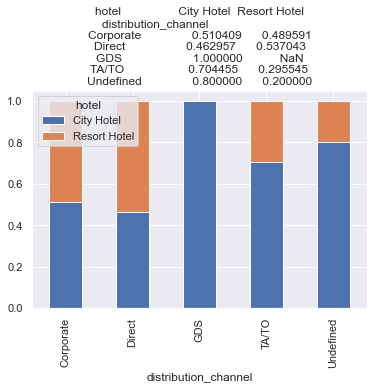 hotel City Hotel Resort Hotel
distribution_channel
Corporate 0.510409 0.489591
Direct 0.462957 0.537043
GDS 1.000000 NaN
TA/TO 0.704455 0.295545
Undefined 0.800000 0.200000
hotel
City Hotel
Resort Hotel
1.0
0.8
0.6
0.4
0.2
0.0
Corporate
Direct
GDS
TA/TO
Undefined
distribution_channel